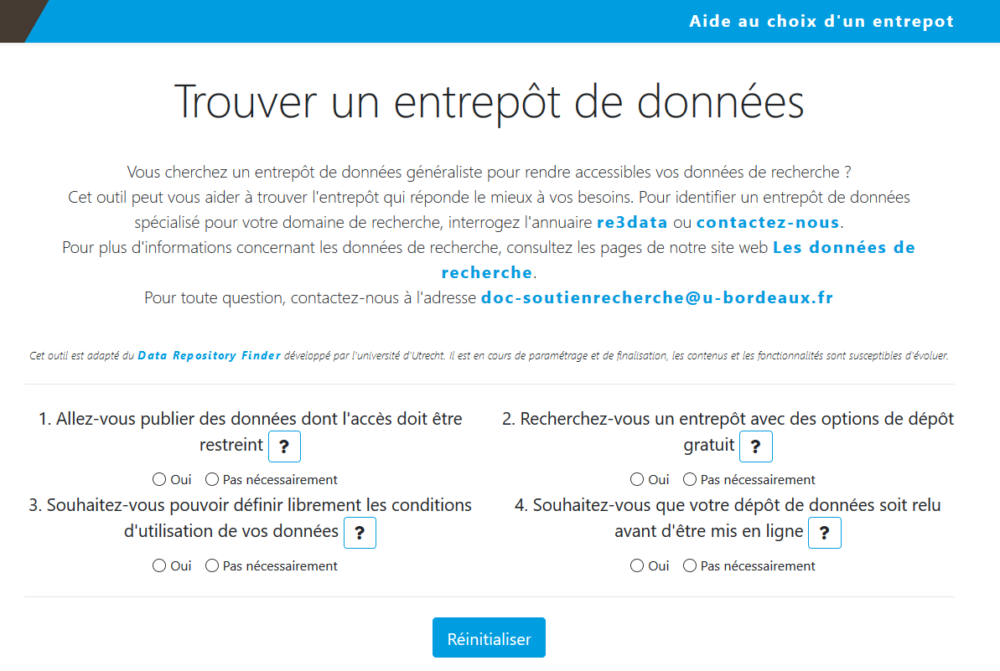 Aide au choix d'un entrepot
Trouver un entrepôt de données
Vous cherchez un entrepôt de données généraliste pour rendre accessibles vos données de recherche ?
Cet outil peut vous aider à trouver l'entrepôt qui réponde le mieux à vos besoins. Pour identifier un entrepôt de données
spécialisé pour votre domaine de recherche, interrogez l'annuaire re3data ou contactez-nous.
Pour plus d'informations concernant les données de recherche, consultez les pages de notre site web Les données de
recherche.
Pour toute question, contactez-nous à l'adresse doc-soutienrecherche@u-bordeaux.fr
Cet outil est adapté du Data Repository Finder développé par l'université d'Utrecht. Il est en cours de paramétrage et de finalisation, les contenus et les fonctionnalités sont susceptibles d'évoluer.
1. Allez-vous publier des données dont l'accès doit être
restreint ?
Oui Pas nécessairement
2. Recherchez-vous un entrepôt avec des options de dépôt
gratuit ?
Oui Pas nécessairement
3. Souhaitez-vous pouvoir définir librement les conditions
d'utilisation de vos données ?
Oui Pas nécessairement
4. Souhaitez-vous que votre dépôt de données soit relu
avant d'être mis en ligne ?
Oui Pas nécessairement
Réinitialiser